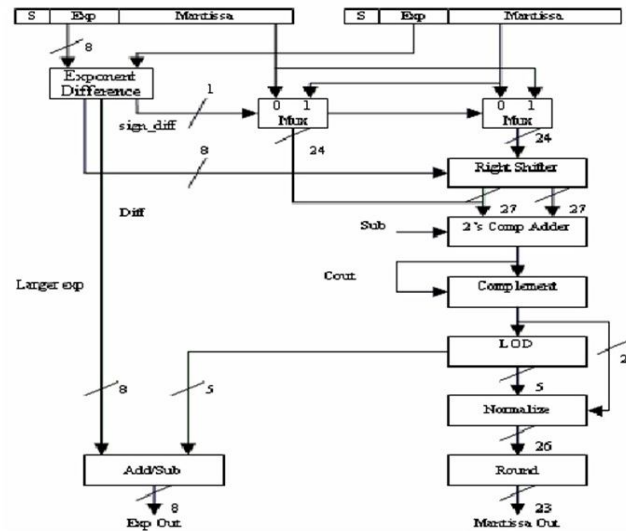 S Exp Mantissa
S Exp Mantissa
8
Exponent
Difference
1
sign_diff
0 1
Mux
0 1
Mux
24
24
8
Right Shifter
27
27
Diff
Sub
2's Comp Adder
Cout
Larger exp
Complement
LOD
2
8
5
5
Normalize
26
Add/Sub
Round
8
23
Exp Out
Mantissa Out